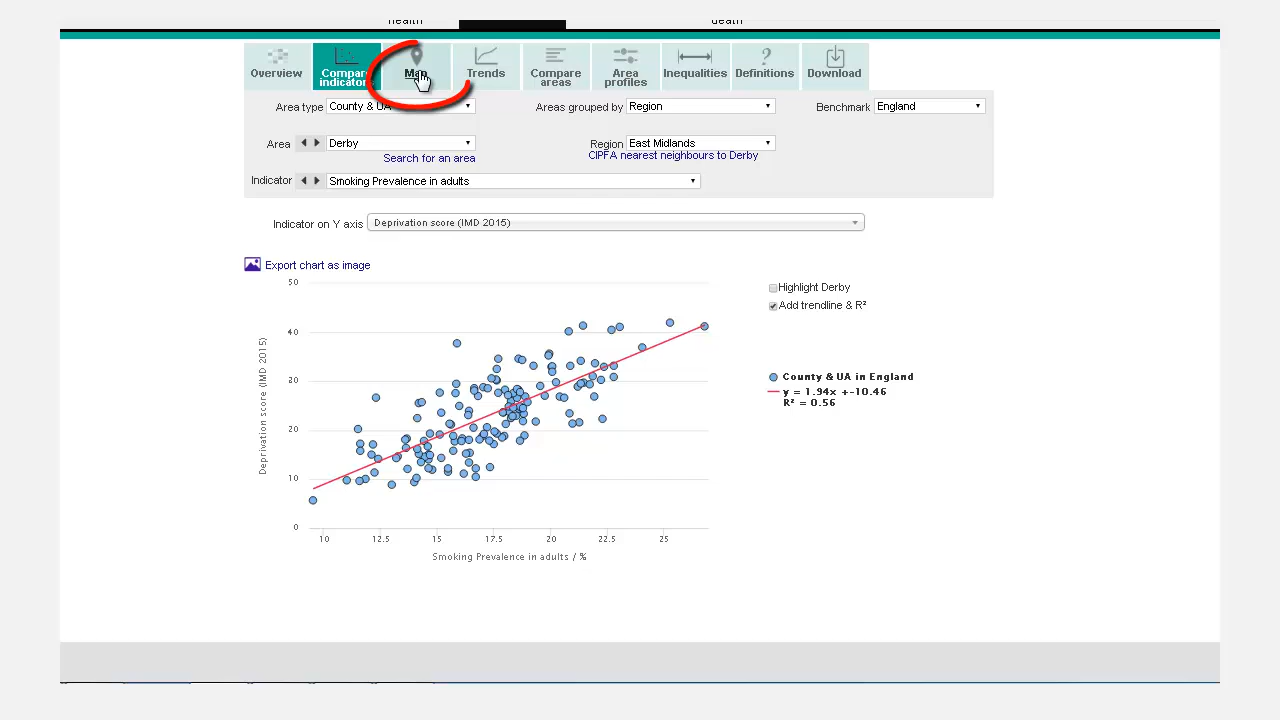 health death
Overview Compare indicators Map Trends Compare areas Area profiles Inequalities Definitions Download
Area type County & UA Areas grouped by Region Benchmark England
Area Derby Region East Midlands
Search for an area CIPFA nearest neighbours to Derby
Indicator Smoking Prevalence in adults
Indicator on Y axis Deprivation score (IMD 2015)
Export chart as image
Highlight Derby
Add trendline & R²
County & UA in England
y = 1.94x +-10.46
R² = 0.56
Deprivation score (IMD 2015)
50
40
30
20
10
0
10 12.5 15 17.5 20 22.5 25
Smoking Prevalence in adults / %